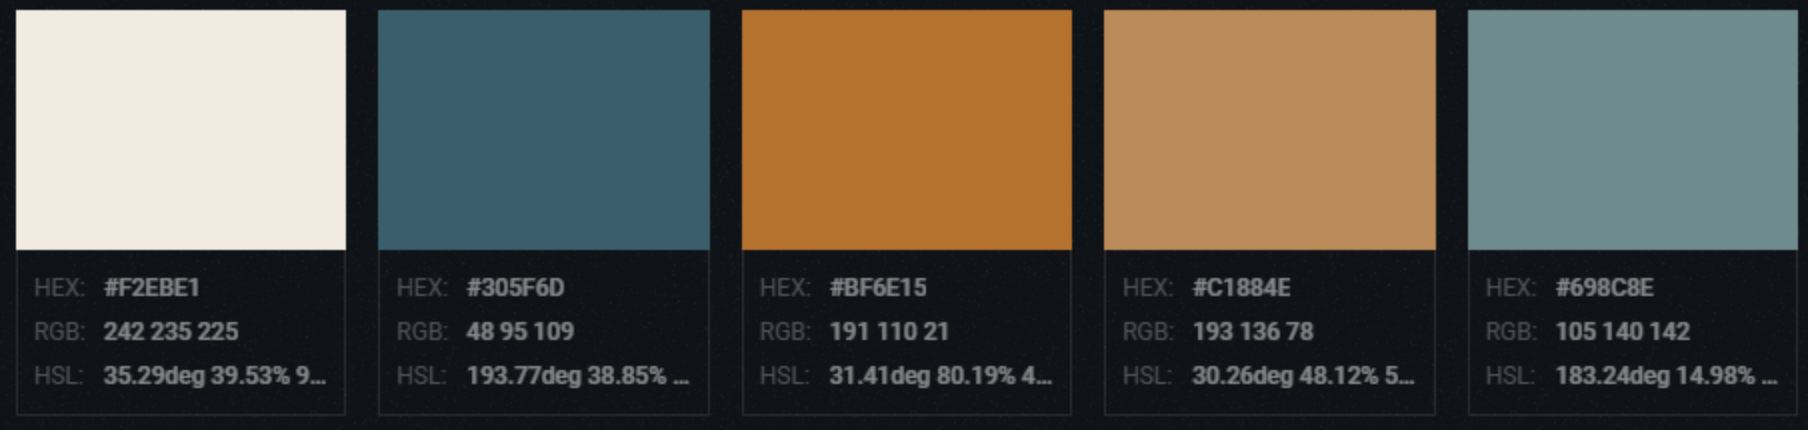 HEX: #F2EBE1
RGB: 242 235 225
HSL: 35.29deg 39.53% 9...
HEX: #305F6D
RGB: 48 95 109
HSL: 193.77deg 38.85% ...
HEX: #BF6E15
RGB: 191 110 21
HSL: 31.41deg 80.19% 4...
HEX: #C1884E
RGB: 193 136 78
HSL: 30.26deg 48.12% 5...
HEX: #698C8E
RGB: 105 140 142
HSL: 183.24deg 14.98% ...